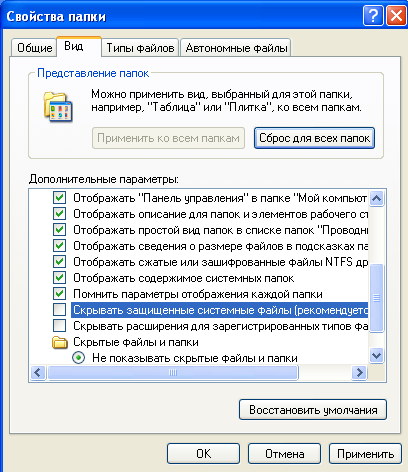 Свойства папки
Общие Вид Типы файлов Автономные файлы
Представление папок
Можно применить вид, выбранный для этой папки,
например, "Таблица" или "Плитка", ко всем папкам.
Применить ко всем папкам Сброс для всех папок
Дополнительные параметры:
Отображать "Панель управления" в папке "Мой компьют
Отображать описание для папок и элементов рабочего ст
Отображать простой вид папок в списке папок "Проводни
Отображать сведения о размере файлов в подсказках па
Отображать сжатые или зашифрованные файлы NTFS др
Отображать содержимое системных папок
Помнить параметры отображения каждой папки
Скрывать защищенные системные файлы (рекомендуетс
Скрывать расширения для зарегистрированных типов фа
Скрытые файлы и папки
Не показывать скрытые файлы и папки
Восстановить умолчания
OK Отмена Применить